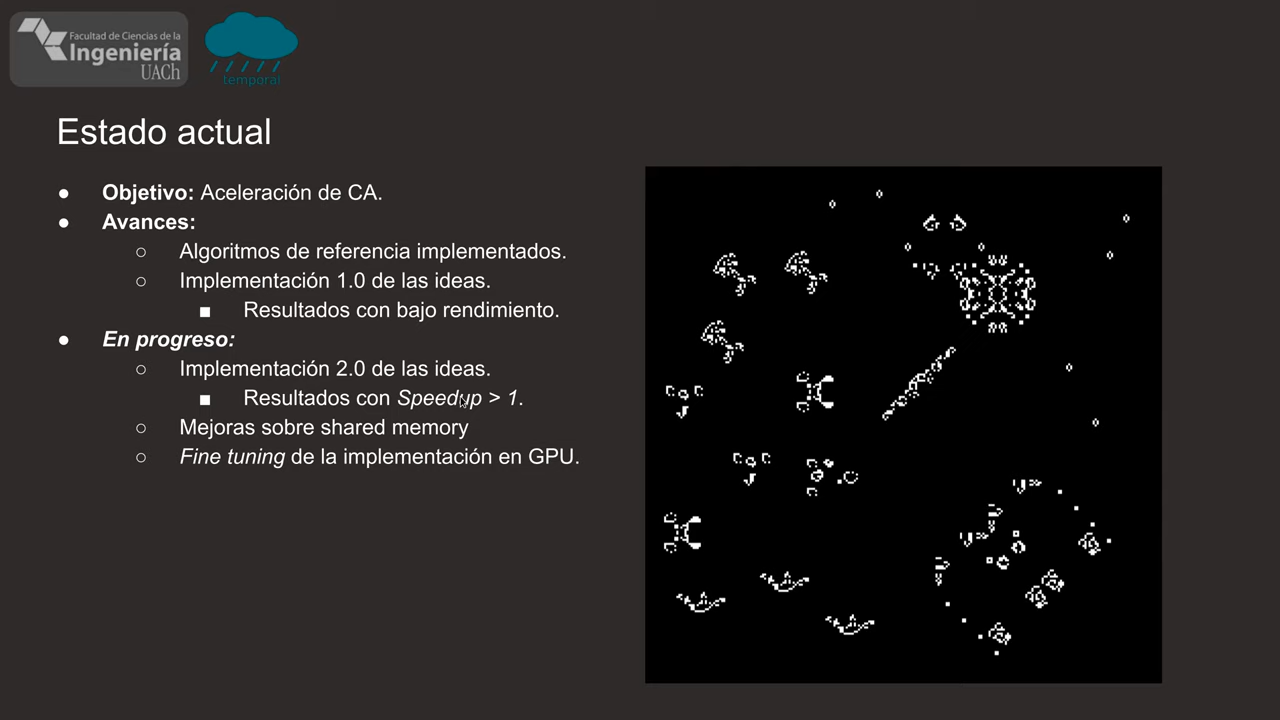 Facultad de Ciencias de la
Ingeniería
UACh
temporal
Estado actual
● Objetivo: Aceleración de CA.
● Avances:
○ Algoritmos de referencia implementados.
○ Implementación 1.0 de las ideas.
■ Resultados con bajo rendimiento.
● En progreso:
○ Implementación 2.0 de las ideas.
■ Resultados con Speedup > 1.
○ Mejoras sobre shared memory
○ Fine tuning de la implementación en GPU.